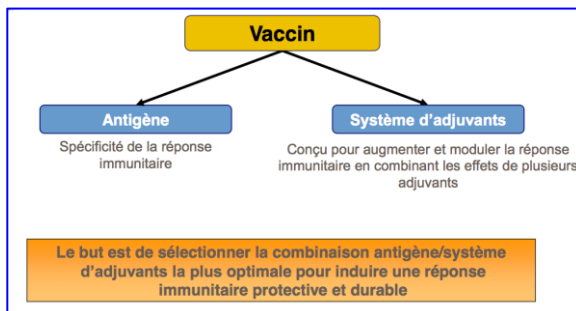 Vaccin
Antigène
Système d'adjuvants
Spécificité de la réponse
immunitaire
Conçu pour augmenter et moduler la réponse
immunitaire en combinant les effets de plusieurs
adjuvants
Le but est de sélectionner la combinaison antigène/système
d'adjuvants la plus optimale pour induire une réponse
immunitaire protective et durable